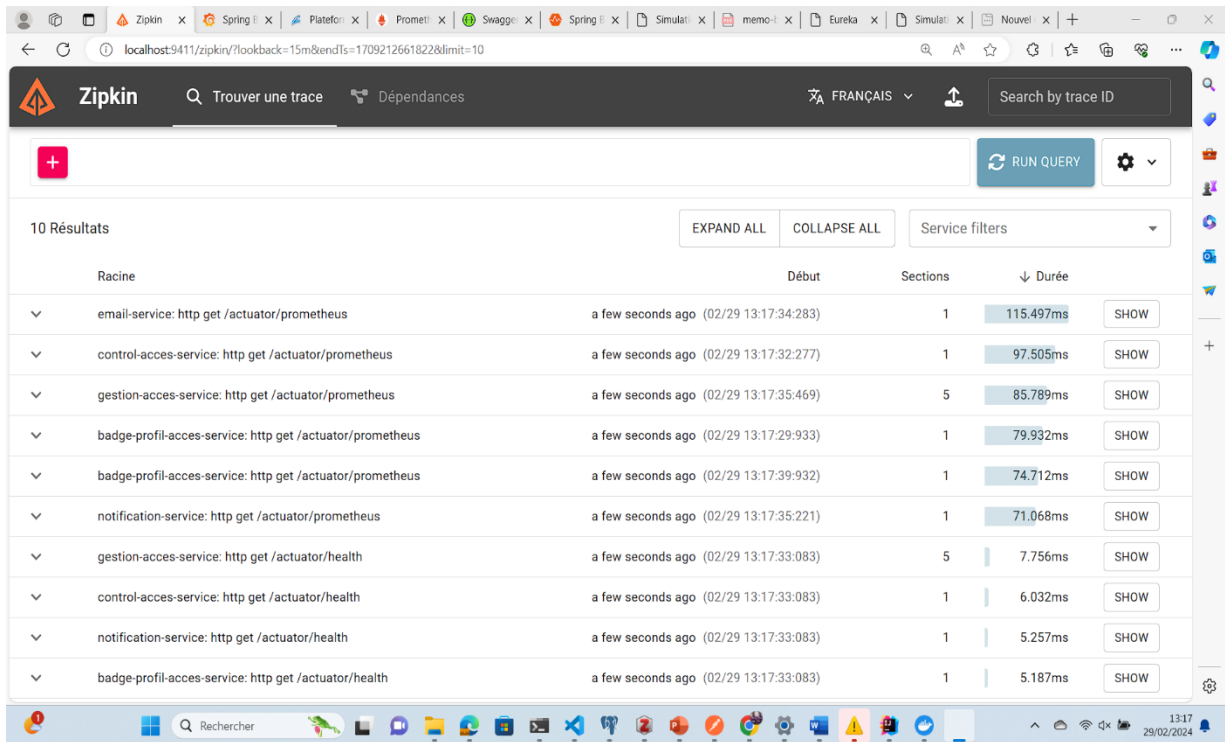 Zipkin Spring B Platefor Prometh Swagge Spring B Simulati memo-b Eureka Simulati Nouvel
localhost:9411/zipkin/?lookback=15m&endTs=1709212661822&limit=10
Zipkin Trouver une trace Dépendances FRANÇAIS Search by trace ID
RUN QUERY
10 Résultats EXPAND ALL COLLAPSE ALL Service filters
Racine Début Sections Durée
email-service: http get /actuator/prometheus a few seconds ago (02/29 13:17:34:283) 1 115.497ms SHOW
control-acces-service: http get /actuator/prometheus a few seconds ago (02/29 13:17:32:277) 1 97.505ms SHOW
gestion-acces-service: http get /actuator/prometheus a few seconds ago (02/29 13:17:35:469) 5 85.789ms SHOW
badge-profil-acces-service: http get /actuator/prometheus a few seconds ago (02/29 13:17:29:933) 1 79.932ms SHOW
badge-profil-acces-service: http get /actuator/prometheus a few seconds ago (02/29 13:17:39:932) 1 74.712ms SHOW
notification-service: http get /actuator/prometheus a few seconds ago (02/29 13:17:35:221) 1 71.068ms SHOW
gestion-acces-service: http get /actuator/health a few seconds ago (02/29 13:17:33:083) 5 7.756ms SHOW
control-acces-service: http get /actuator/health a few seconds ago (02/29 13:17:33:083) 1 6.032ms SHOW
notification-service: http get /actuator/health a few seconds ago (02/29 13:17:33:083) 1 5.257ms SHOW
badge-profil-acces-service: http get /actuator/health a few seconds ago (02/29 13:17:33:083) 1 5.187ms SHOW
Rechercher 13:17
29/02/2024